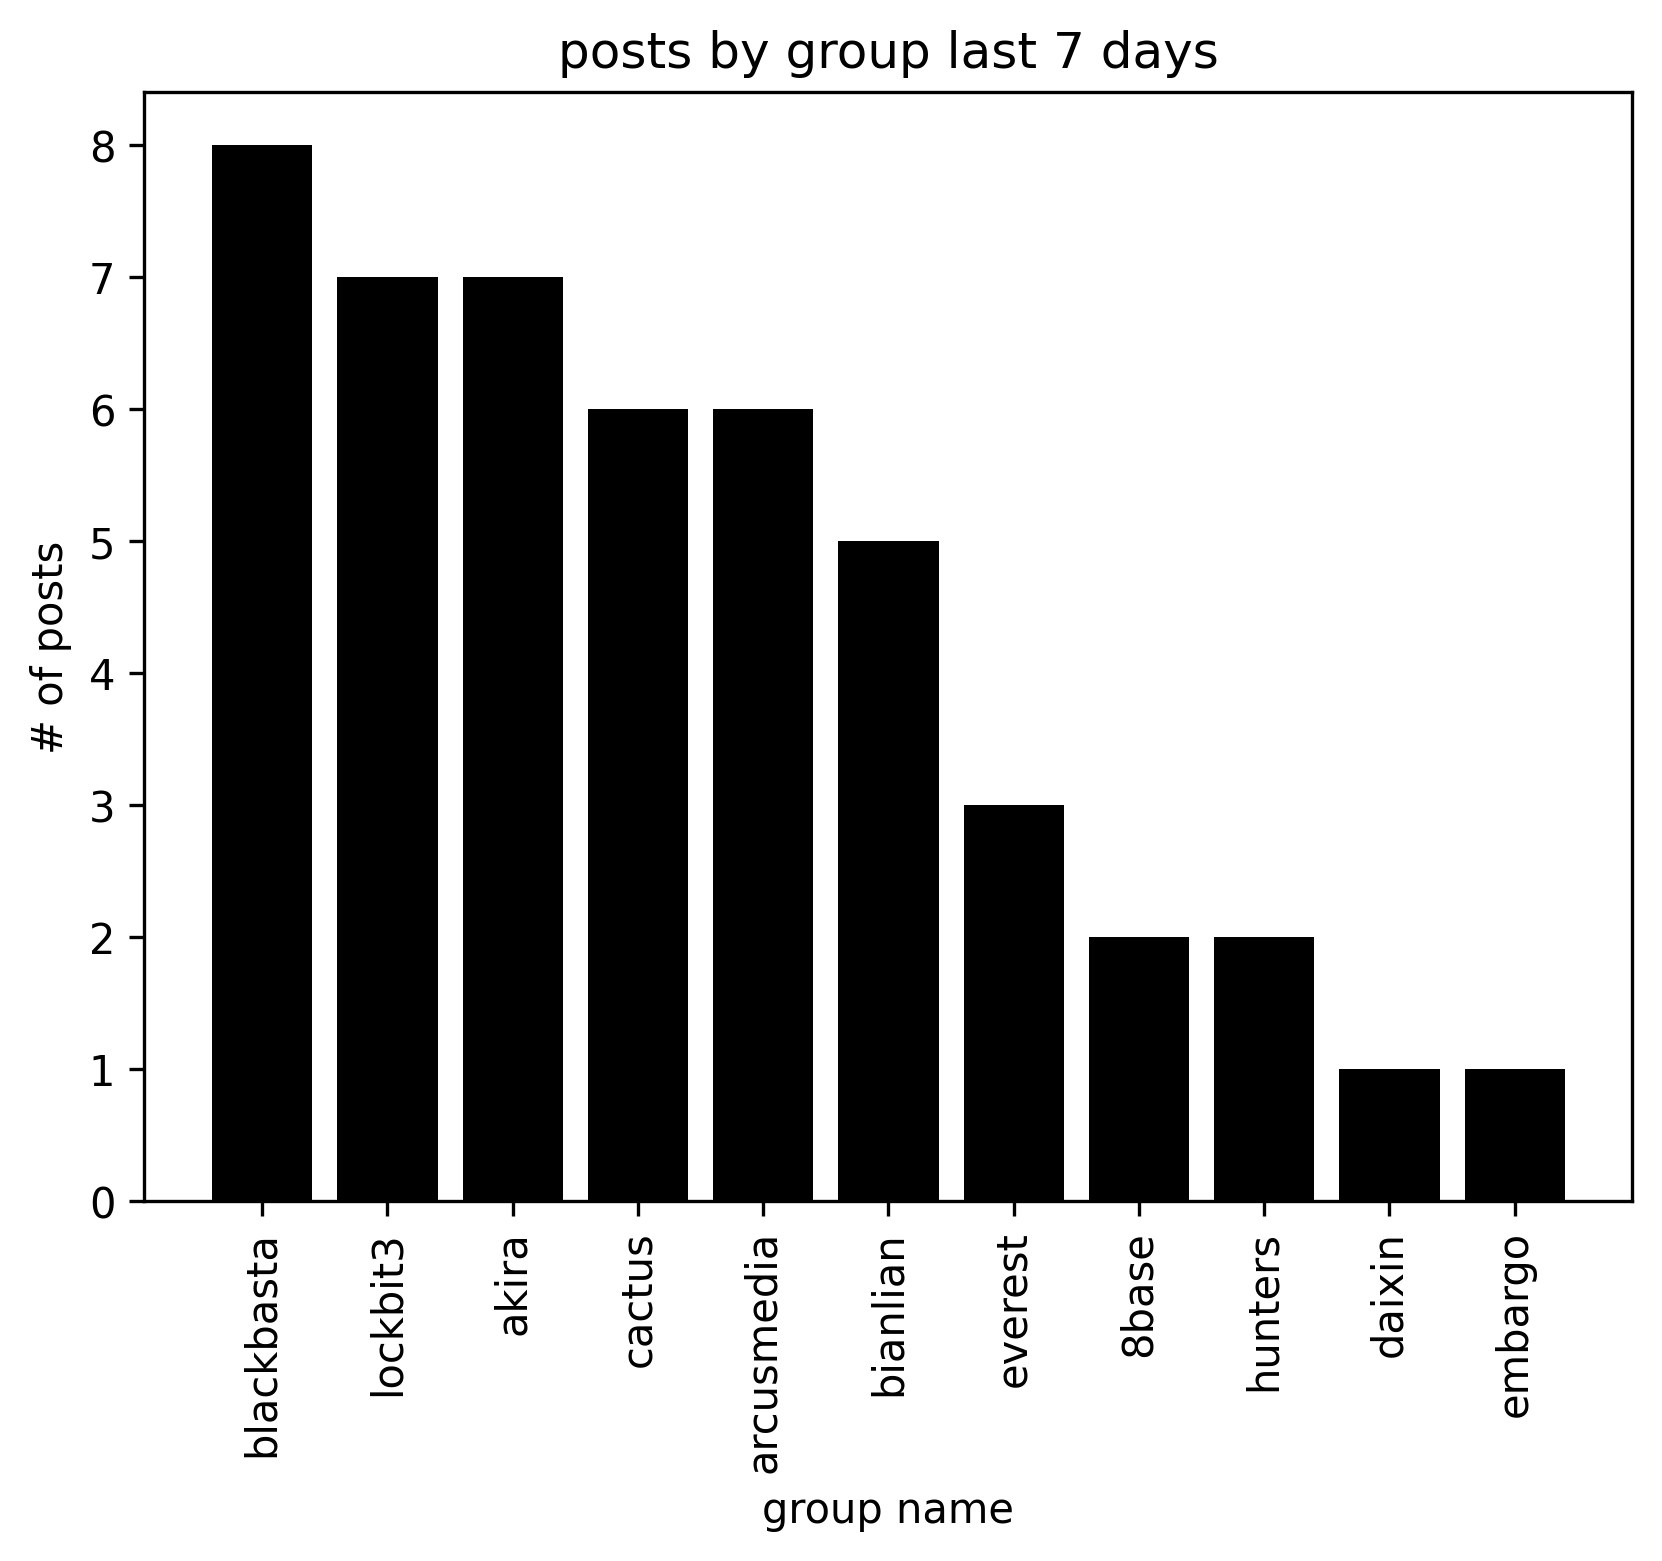 posts by group last 7 days
# of posts
8
7
6
5
4
3
2
1
0
blackbasta
lockbit3
akira
cactus
arcusmedia
bianlian
everest
8base
hunters
daixin
embargo
group name